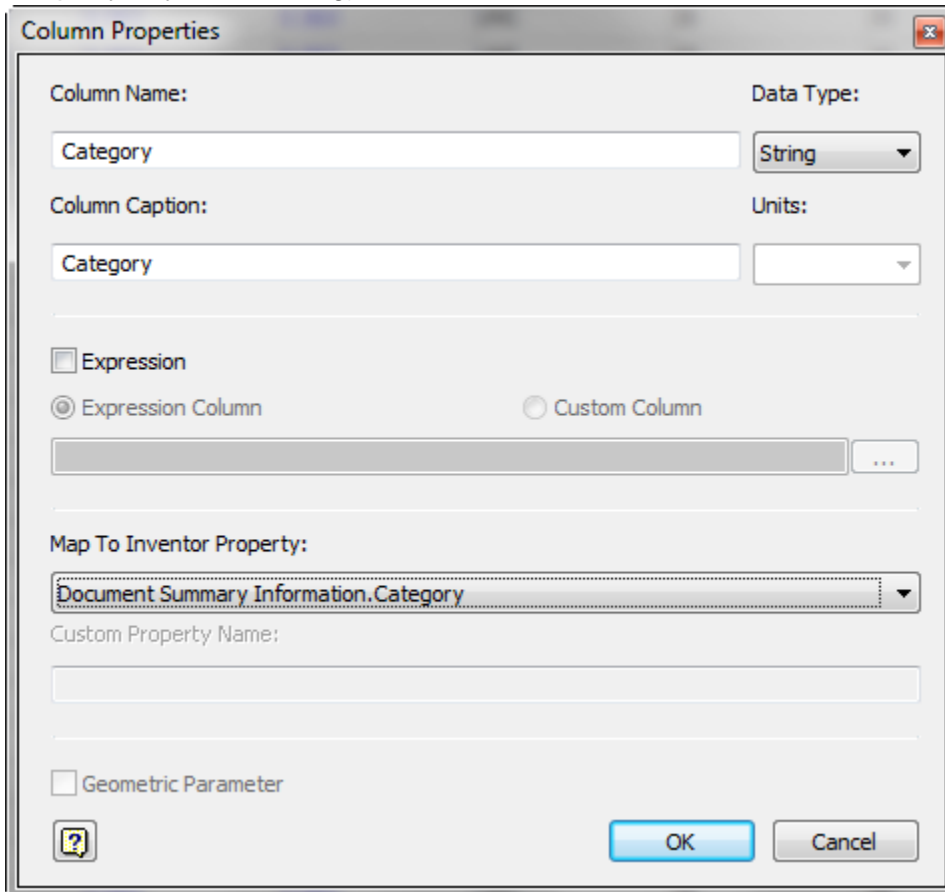 Column Properties
Column Name:
Data Type:
Category
String
Column Caption:
Units:
Category
Expression
Expression Column
Custom Column
...
Map To Inventor Property:
Document Summary Information.Category
Custom Property Name:
Geometric Parameter
OK
Cancel